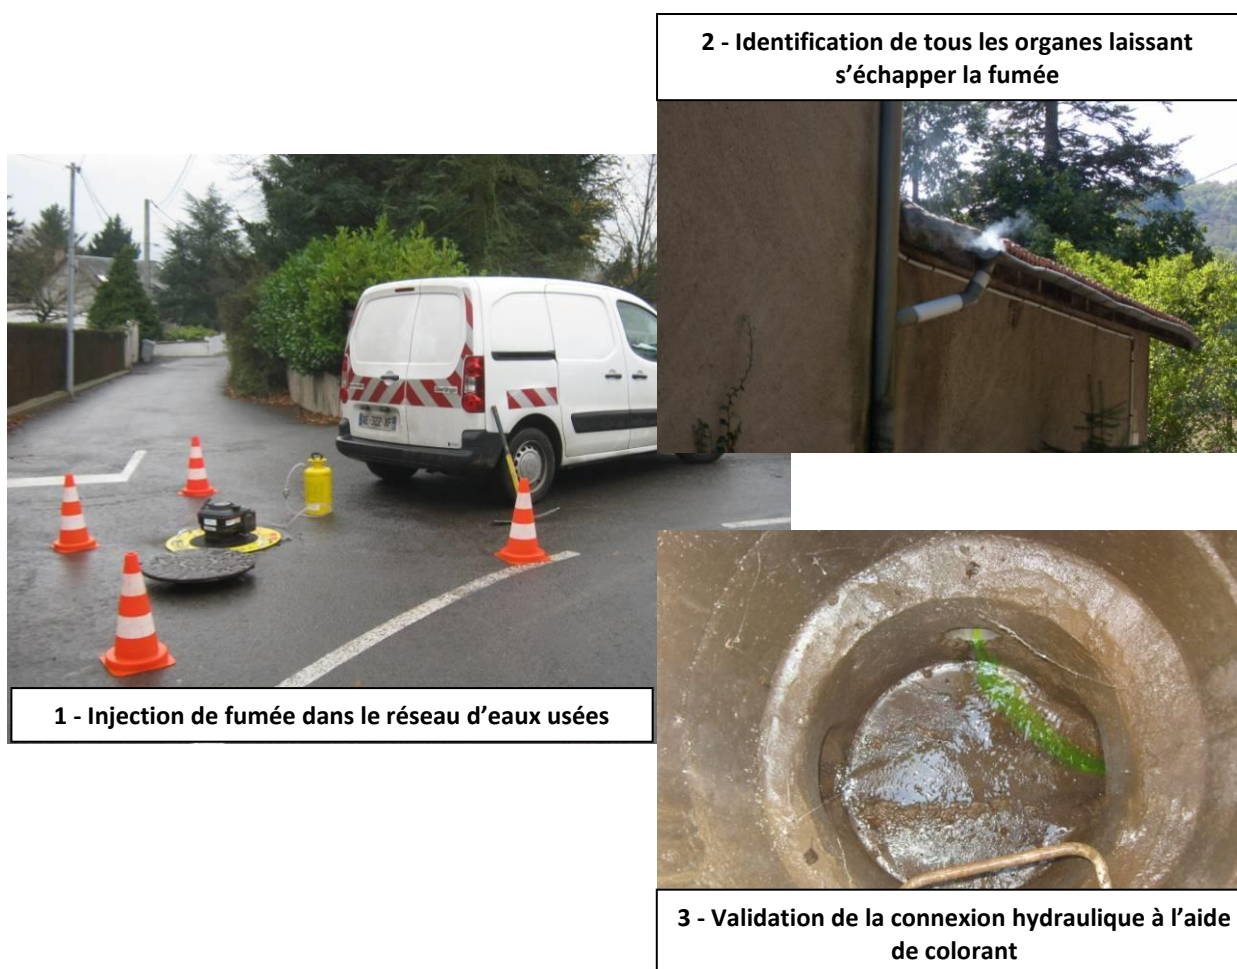 2 - Identification de tous les organes laissant
s’échapper la fumée
1 - Injection de fumée dans le réseau d’eaux usées
3 - Validation de la connexion hydraulique à l’aide
de colorant